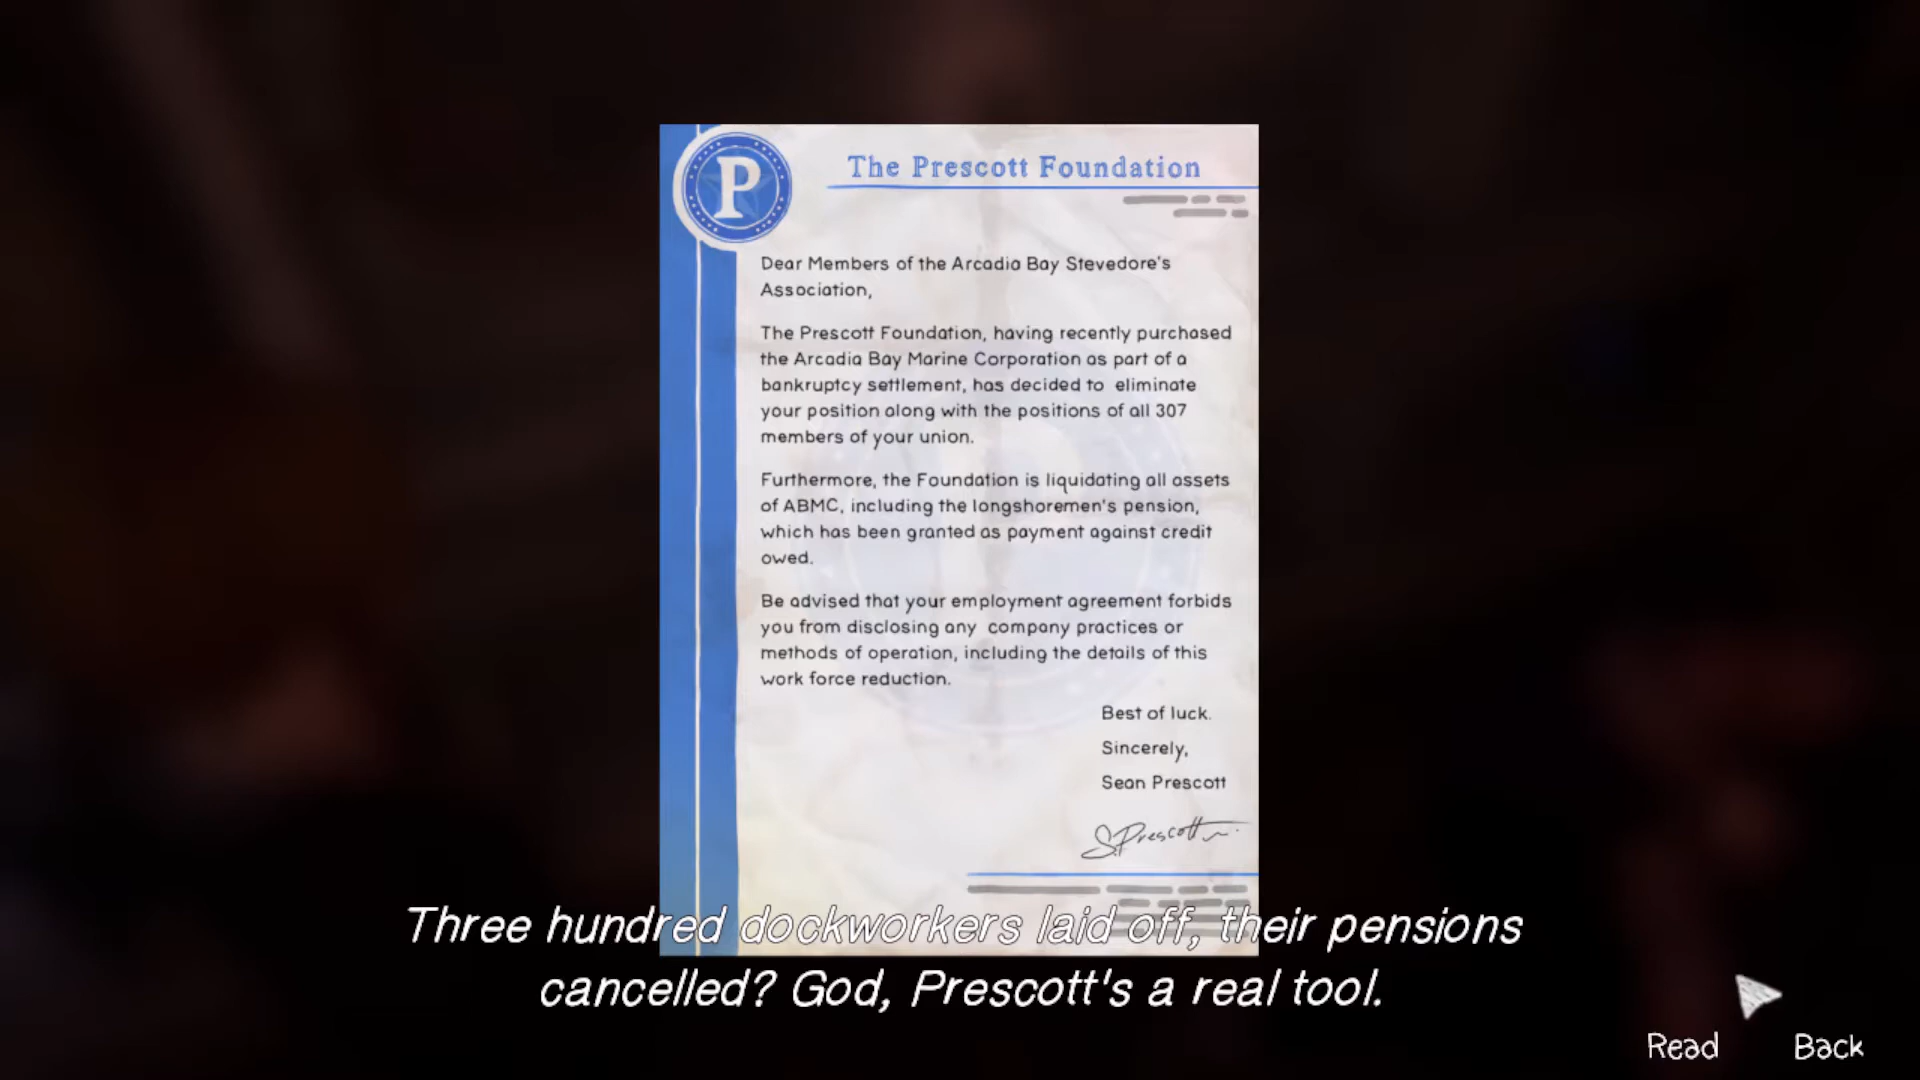 P
The Prescott Foundation
Dear Members of the Arcadia Bay Stevedore's
Association,
The Prescott Foundation, having recently purchased
the Arcadia Bay Marine Corporation as part of a
bankruptcy settlement, has decided to eliminate
your position along with the positions of all 307
members of your union.
Furthermore, the Foundation is liquidating all assets
of ABMC, including the longshoremen's pension,
which has been granted as payment against credit
owed.
Be advised that your employment agreement forbids
you from disclosing any company practices or
methods of operation, including the details of this
work force reduction.
Best of luck.
Sincerely,
Sean Prescott
S. Prescott
Three hundred dockworkers laid off, their pensions
cancelled? God, Prescott's a real tool.
Read Back